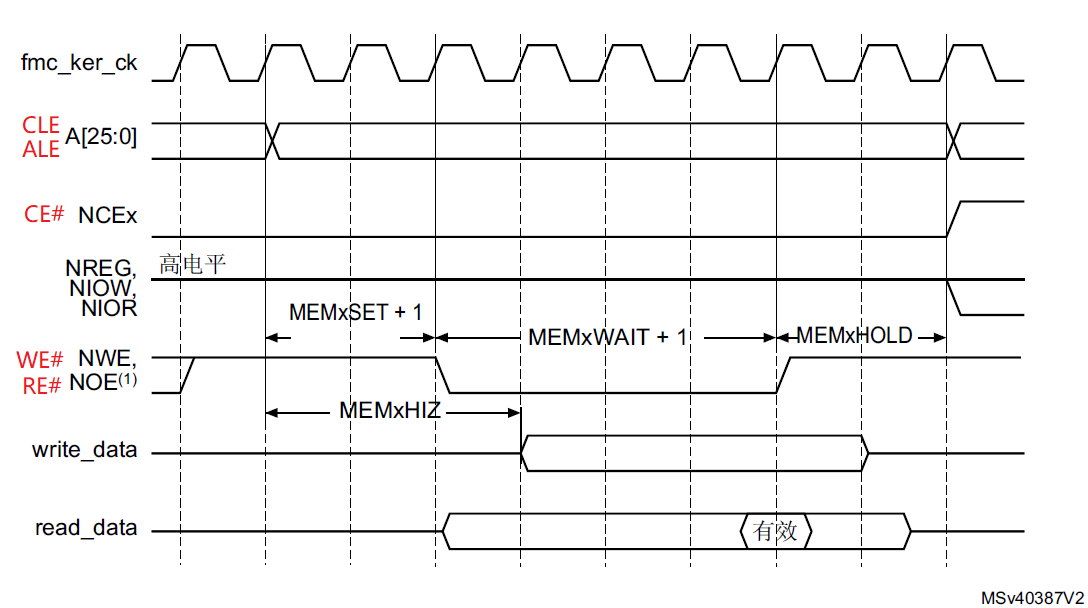 fmc_ker_ck
CLE
ALE
A[25:0]
CE# NCEx
高电平
NREG,
NIOW,
NIOR
MEMxSET + 1
MEMxWAIT + 1
MEMxHOLD
WE# NWE,
RE# NOE(1)
MEMxHIZ
write_data
read_data
有效
MSv40387V2